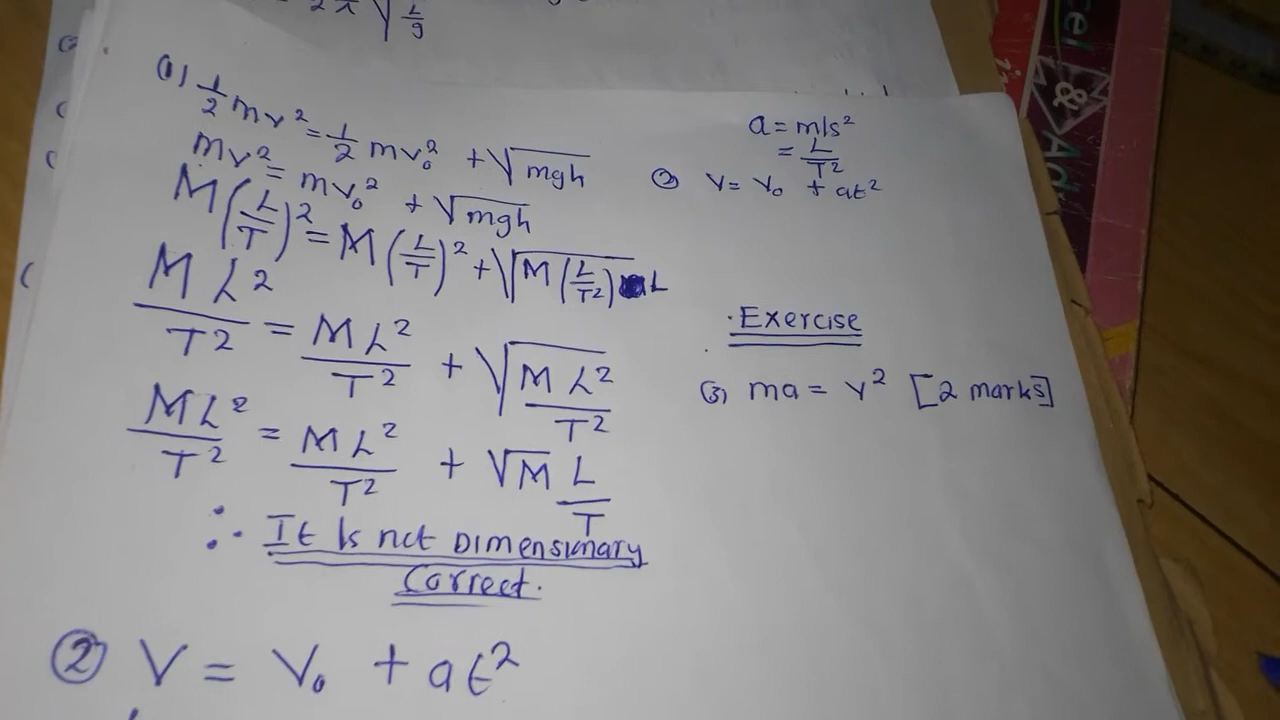 2π √L/g
(1) 1/2 mv² = 1/2 mv₀² + √mgh
mv² = mv₀² + √mgh
M(L/T)² = M(L/T)² + √M(L/T²) L
ML²/T² = ML²/T² + √ML²/T²
ML²/T² = ML²/T² + √M L/T
∴ It Is not DImensionary
Correct.
② V = V₀ + at²
a = m/s²
= L/T²
② V = V₀ + at²
Exercise
(3) ma = v² [2 marks]
cel
&